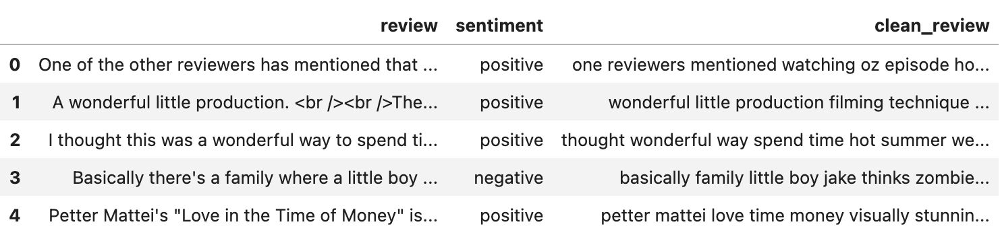 review sentiment clean_review
0 One of the other reviewers has mentioned that ... positive one reviewers mentioned watching oz episode ho...
1 A wonderful little production. <br /><br />The... positive wonderful little production filming technique ...
2 I thought this was a wonderful way to spend ti... positive thought wonderful way spend time hot summer we...
3 Basically there's a family where a little boy ... negative basically family little boy jake thinks zombie...
4 Petter Mattei's "Love in the Time of Money" is... positive petter mattei love time money visually stunnin...